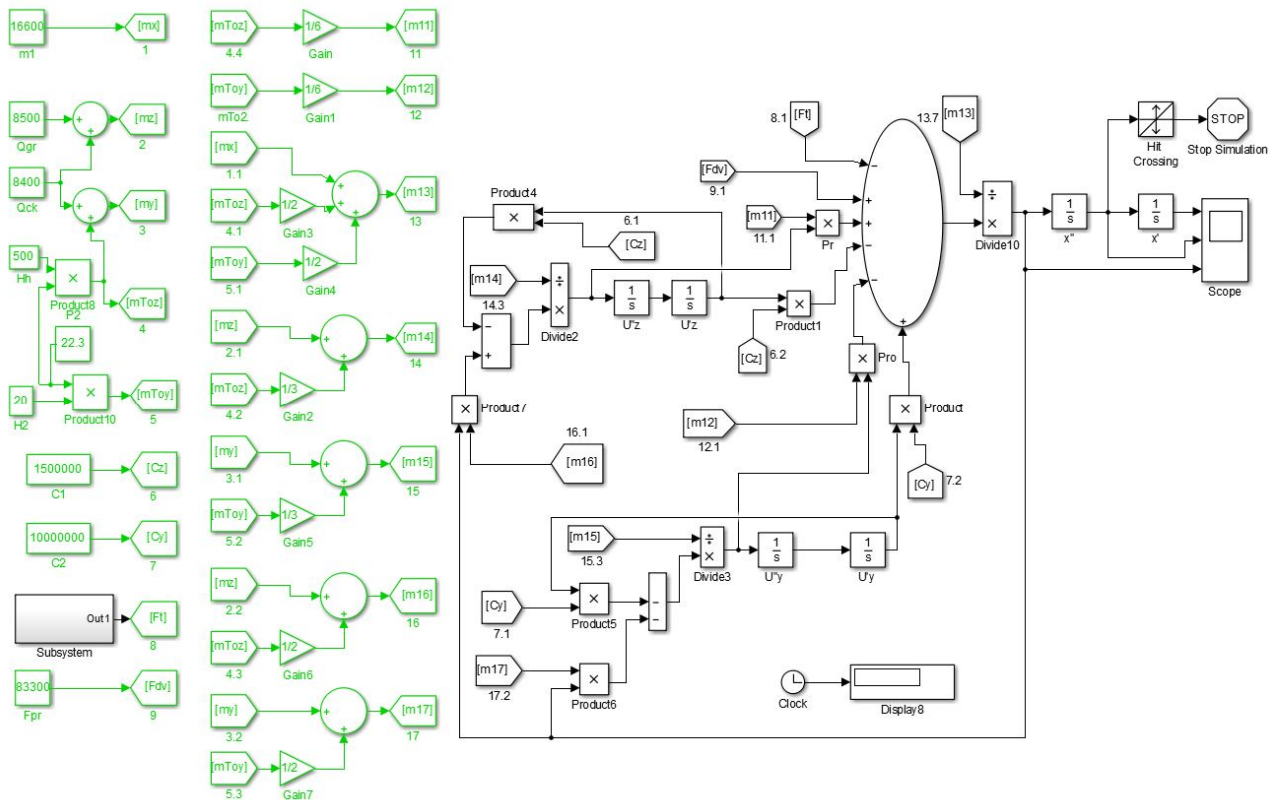 16600
m1
[mx]
1
8500
Qgr
[mz]
2
8400
Qck
[my]
3
500
Hh
Product8
P2
[mToz]
4
22.3
20
H2
Product10
[mToy]
5
1500000
C1
[Cz]
6
10000000
C2
[Cy]
7
Out1
Subsystem
[Ft]
8
83300
Fpr
[Fdv]
9
[mToz]
4.4
1/6
Gain
[m11]
11
[mToy]
mTo2
1/6
Gain1
[m12]
12
[mx]
1.1
[mToz]
4.1
1/2
Gain3
[mToy]
5.1
1/2
Gain4
[m13]
13
[mz]
2.1
[mToz]
4.2
1/3
Gain2
[m14]
14
[my]
3.1
[mToy]
5.2
1/3
Gain5
[m15]
15
[mz]
2.2
[mToz]
4.3
1/2
Gain6
[m16]
16
[my]
3.2
[mToy]
5.3
1/2
Gain7
[m17]
17
Product4
6.1
[Cz]
[m14]
14.3
Divide2
1/s
U''z
1/s
U'z
Product7
16.1
[m16]
8.1
[Ft]
[Fdv]
9.1
[m11]
11.1
Pr
Product1
[Cz]
6.2
Pro
[m12]
12.1
Product
[Cy]
7.2
13.7
[m13]
Divide10
1/s
x''
1/s
x'
Hit
Crossing
STOP
Stop Simulation
Scope
[m15]
15.3
Divide3
1/s
U''y
1/s
U'y
[Cy]
7.1
Product5
[m17]
17.2
Product6
Clock
Display8